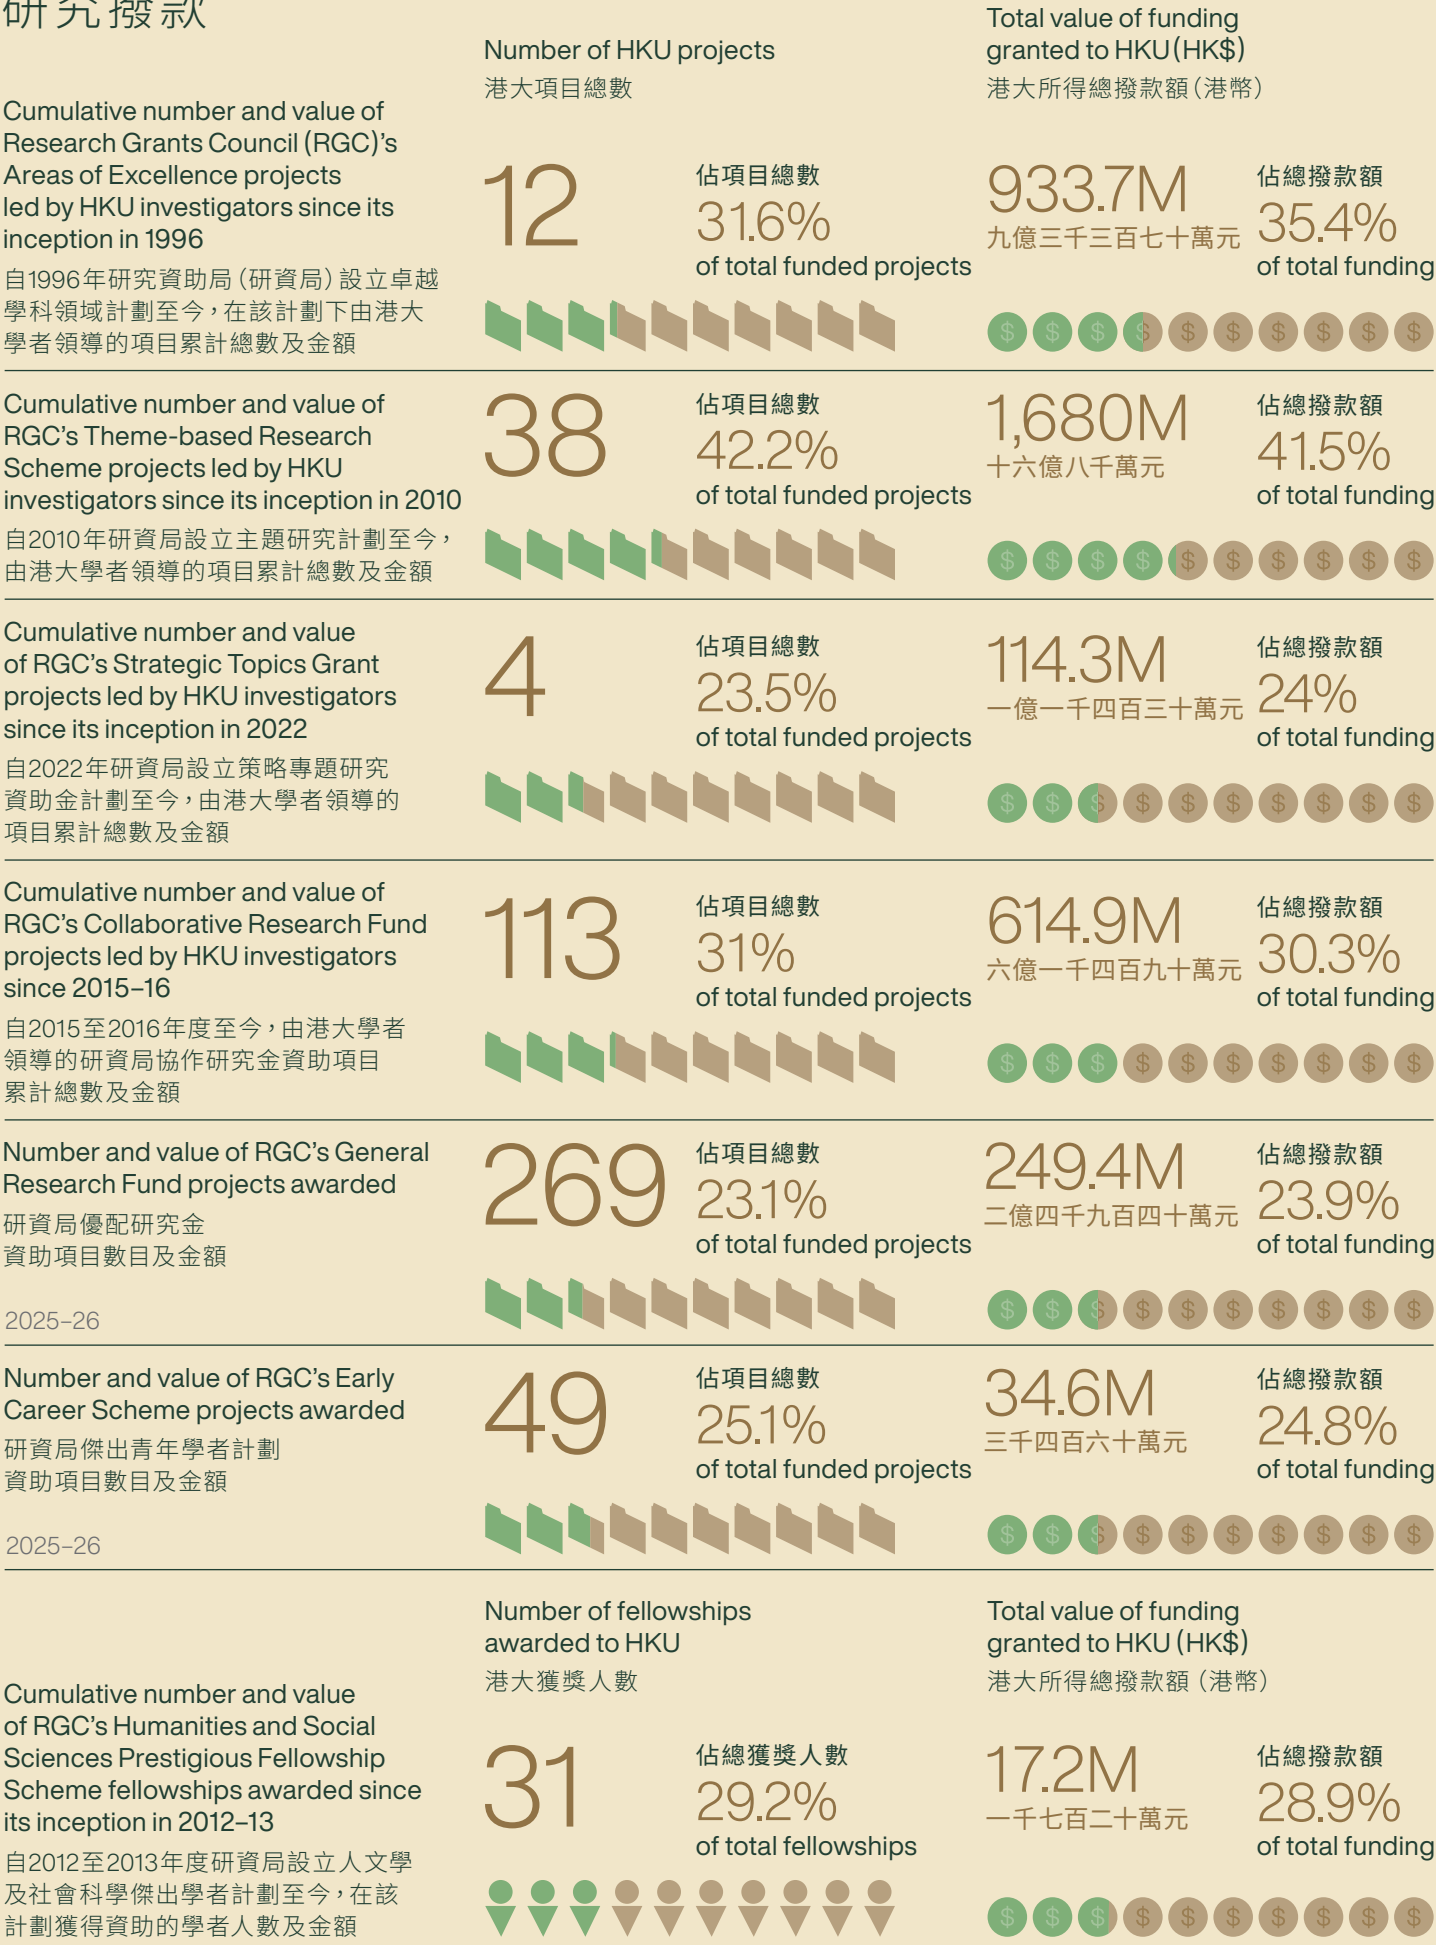 研究撥款
Number of HKU projects
港大項目總數
Total value of funding
granted to HKU (HK$)
港大所得總撥款額（港幣）
Cumulative number and value of
Research Grants Council (RGC)’s
Areas of Excellence projects
led by HKU investigators since its
inception in 1996
自1996年研究資助局（研資局）設立卓越
學科領域計劃至今，在該計劃下由港大
學者領導的項目累計總數及金額
12
佔項目總數
31.6%
of total funded projects
933.7M
九億三千三百七十萬元
佔總撥款額
35.4%
of total funding
$ $ $ $ $ $ $ $ $ $
Cumulative number and value of
RGC’s Theme-based Research
Scheme projects led by HKU
investigators since its inception in 2010
自2010年研資局設立主題研究計劃至今，
由港大學者領導的項目累計總數及金額
38
佔項目總數
42.2%
of total funded projects
1,680M
十六億八千萬元
佔總撥款額
41.5%
of total funding
$ $ $ $ $ $ $ $ $ $
Cumulative number and value
of RGC’s Strategic Topics Grant
projects led by HKU investigators
since its inception in 2022
自2022年研資局設立策略專題研究
資助金計劃至今，由港大學者領導的
項目累計總數及金額
4
佔項目總數
23.5%
of total funded projects
114.3M
一億一千四百三十萬元
佔總撥款額
24%
of total funding
$ $ $ $ $ $ $ $ $ $
Cumulative number and value of
RGC’s Collaborative Research Fund
projects led by HKU investigators
since 2015–16
自2015至2016年度至今，由港大學者
領導的研資局協作研究金資助項目
累計總數及金額
113
佔項目總數
31%
of total funded projects
614.9M
六億一千四百九十萬元
佔總撥款額
30.3%
of total funding
$ $ $ $ $ $ $ $ $ $
Number and value of RGC’s General
Research Fund projects awarded
研資局優配研究金
資助項目數目及金額
2025–26
269
佔項目總數
23.1%
of total funded projects
249.4M
二億四千九百四十萬元
佔總撥款額
23.9%
of total funding
$ $ $ $ $ $ $ $ $ $
Number and value of RGC’s Early
Career Scheme projects awarded
研資局傑出青年學者計劃
資助項目數目及金額
2025–26
49
佔項目總數
25.1%
of total funded projects
34.6M
三千四百六十萬元
佔總撥款額
24.8%
of total funding
$ $ $ $ $ $ $ $ $ $
Number of fellowships
awarded to HKU
港大獲獎人數
Total value of funding
granted to HKU (HK$)
港大所得總撥款額（港幣）
Cumulative number and value
of RGC’s Humanities and Social
Sciences Prestigious Fellowship
Scheme fellowships awarded since
its inception in 2012–13
自2012至2013年度研資局設立人文學
及社會科學傑出學者計劃至今，在該
計劃獲得資助的學者人數及金額
31
佔總獲獎人數
29.2%
of total fellowships
17.2M
一千七百二十萬元
佔總撥款額
28.9%
of total funding
$ $ $ $ $ $ $ $ $ $